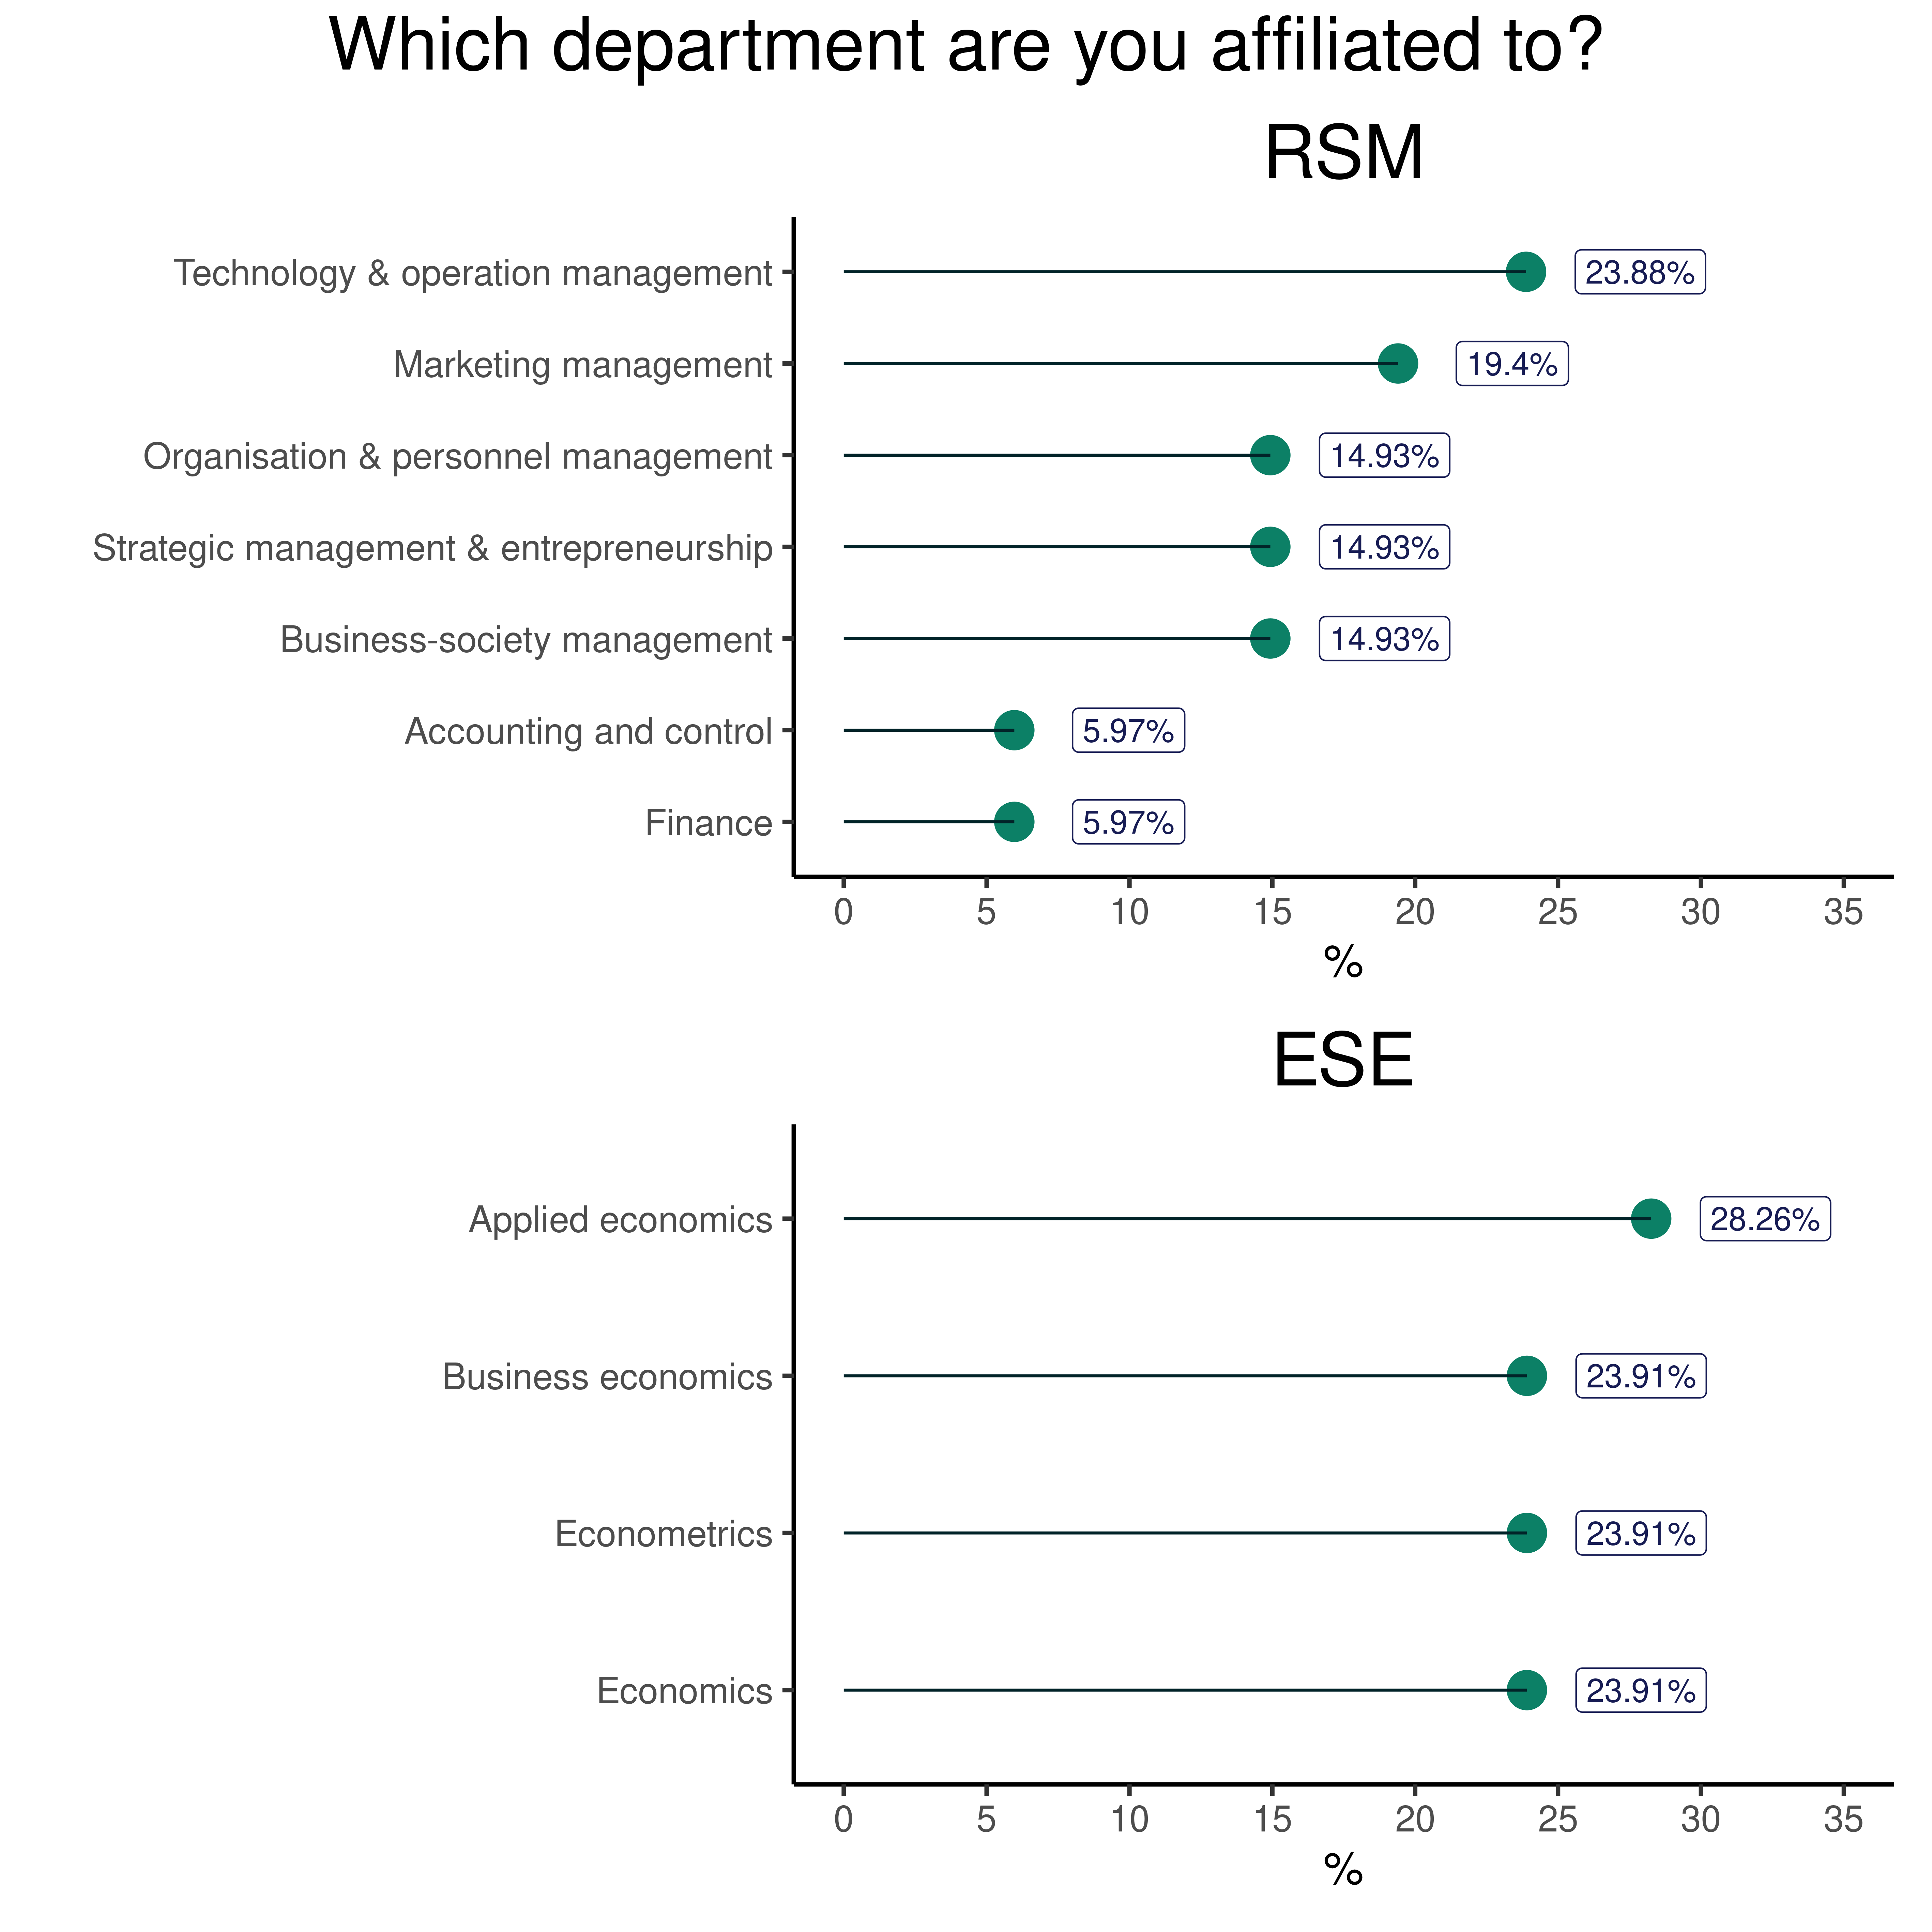 Which department are you affiliated to?
RSM
Technology & operation management 23.88%
Marketing management 19.4%
Organisation & personnel management 14.93%
Strategic management & entrepreneurship 14.93%
Business-society management 14.93%
Accounting and control 5.97%
Finance 5.97%
0 5 10 15 20 25 30 35
%
ESE
Applied economics 28.26%
Business economics 23.91%
Econometrics 23.91%
Economics 23.91%
0 5 10 15 20 25 30 35
%